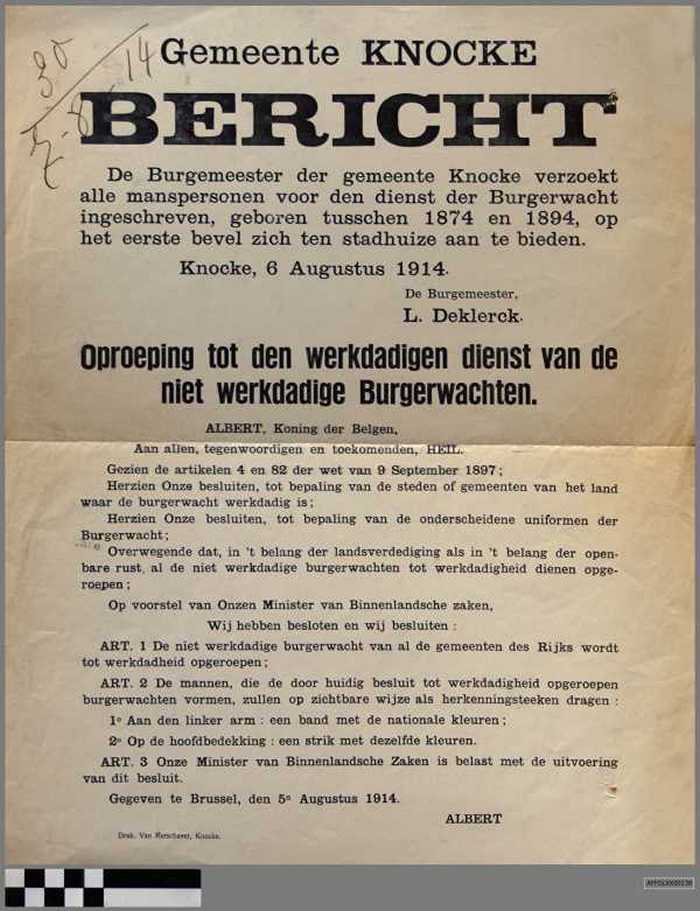 30
7-8-14
Gemeente KNOCKE
BERICHT
De Burgemeester der gemeente Knocke verzoekt
alle manspersonen voor den dienst der Burgerwacht
ingeschreven, geboren tusschen 1874 en 1894, op
het eerste bevel zich ten stadhuize aan te bieden.
Knocke, 6 Augustus 1914.
De Burgemeester,
L. Deklerck.
Oproeping tot den werkdadigen dienst van de
niet werkdadige Burgerwachten.
ALBERT, Koning der Belgen,
Aan allen, tegenwoordigen en toekomenden, HEIL.
Gezien de artikelen 4 en 82 der wet van 9 September 1897;
Herzien Onze besluiten, tot bepaling van de steden of gemeenten van het land
waar de burgerwacht werkdadig is;
Herzien Onze besluiten, tot bepaling van de onderscheidene uniformen der
Burgerwacht;
Overwegende dat, in 't belang der landsverdediging als in 't belang der open-
bare rust, al de niet werkdadige burgerwachten tot werkdadigheid dienen opge-
roepen;
Op voorstel van Onzen Minister van Binnenlandsche zaken,
Wij hebben besloten en wij besluiten :
ART. 1 De niet werkdadige burgerwacht van al de gemeenten des Rijks wordt
tot werkdadheid opgeroepen;
ART. 2 De mannen, die de door huidig besluit tot werkdadigheid opgeroepen
burgerwachten vormen, zullen op zichtbare wijze als herkenningsteeken dragen :
1º Aan den linker arm : een band met de nationale kleuren;
2º Op de hoofdbedekking : een strik met dezelfde kleuren.
ART. 3 Onze Minister van Binnenlandsche Zaken is belast met de uitvoering
van dit besluit.
Gegeven te Brussel, den 5n Augustus 1914.
ALBERT
Druk. Van Kerschaver, Knocke.